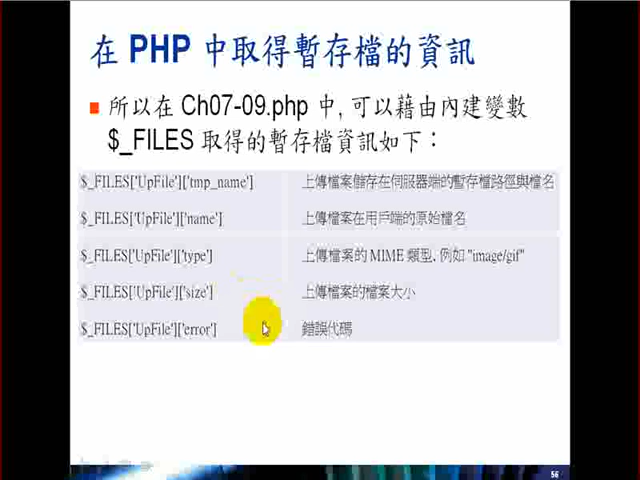 在 PHP 中取得暫存檔的資訊
所以在 Ch07-09.php 中, 可以藉由內建變數
$_FILES 取得的暫存檔資訊如下：
$_FILES['UpFile']['tmp_name'] 上傳檔案儲存在伺服器端的暫存檔路徑與檔名
$_FILES['UpFile']['name'] 上傳檔案在用戶端的原始檔名
$_FILES['UpFile']['type'] 上傳檔案的 MIME 類型, 例如 "image/gif"
$_FILES['UpFile']['size'] 上傳檔案的檔案大小
$_FILES['UpFile']['error'] 錯誤代碼
56